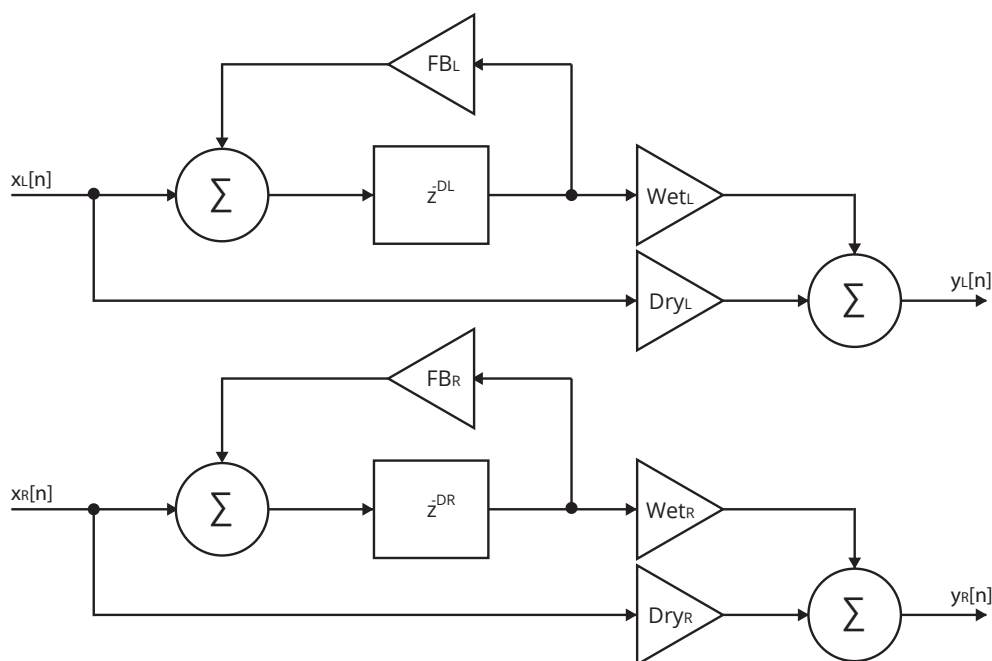 FBL
xL[n]
Σ
z-DL
WetL
DryL
Σ
yL[n]
FBR
xR[n]
Σ
z-DR
WetR
DryR
Σ
yR[n]